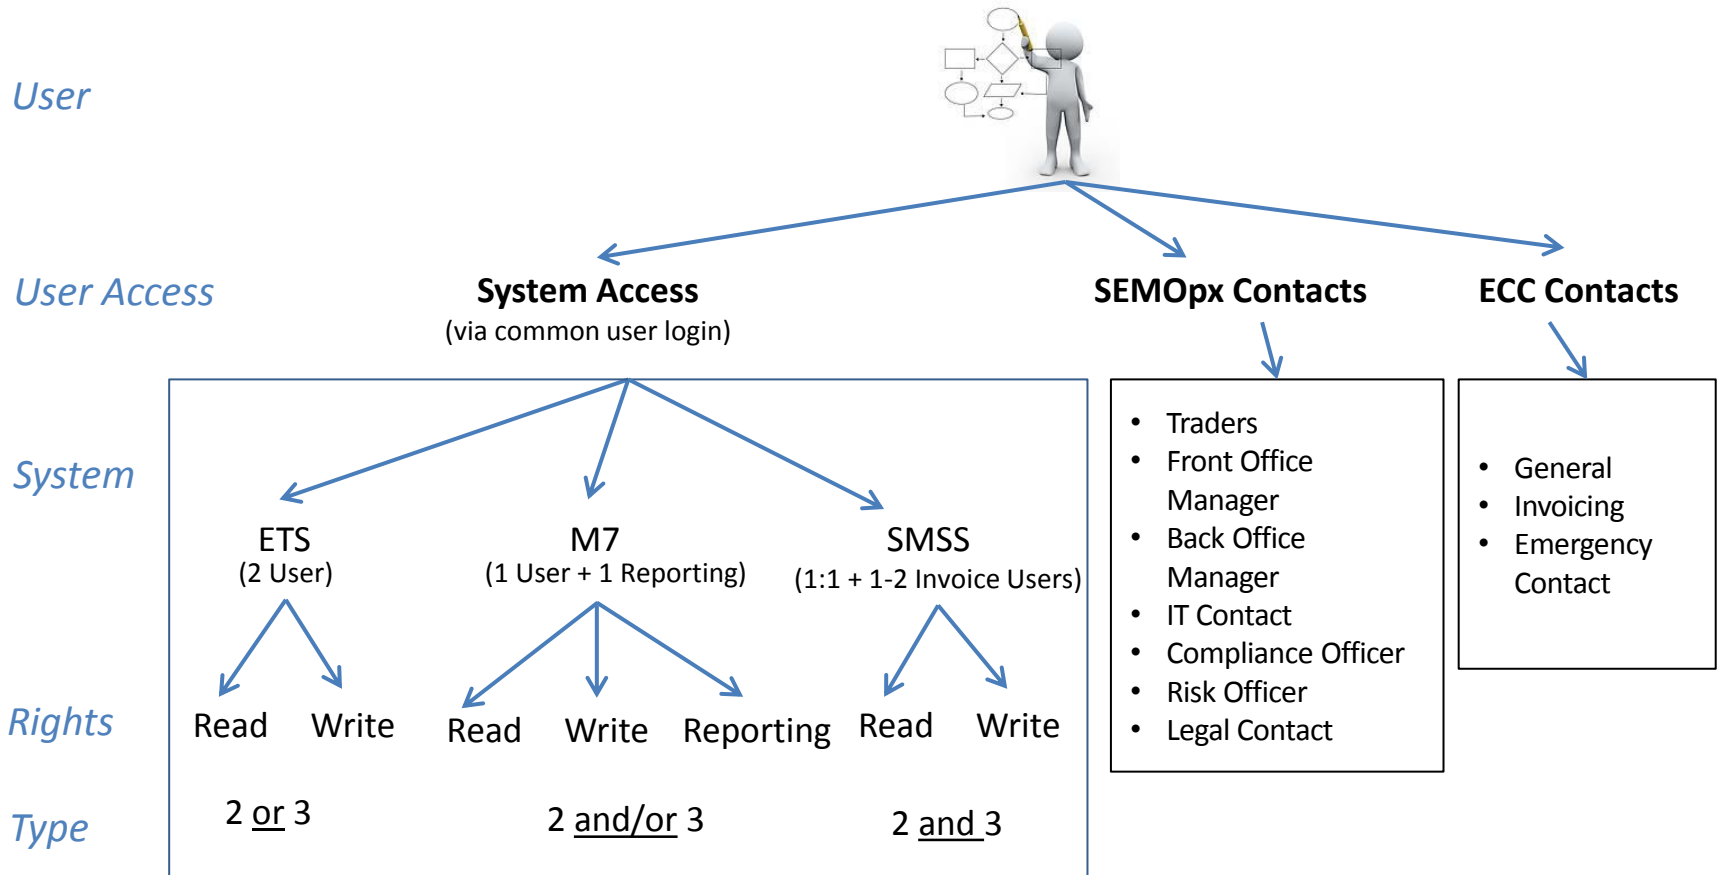 User
User Access
System Access
(via common user login)
SEMOpx Contacts
ECC Contacts
System
ETS
(2 User)
M7
(1 User + 1 Reporting)
SMSS
(1:1 + 1-2 Invoice Users)
• Traders
• Front Office
Manager
• Back Office
Manager
• IT Contact
• Compliance Officer
• Risk Officer
• Legal Contact
• General
• Invoicing
• Emergency
Contact
Rights
Read Write
Read Write Reporting
Read Write
Type
2 or 3
2 and/or 3
2 and 3